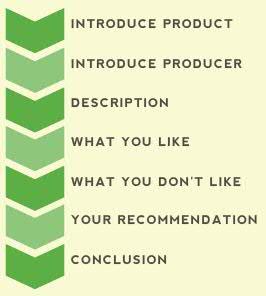 INTRODUCE PRODUCT
INTRODUCE PRODUCER
DESCRIPTION
WHAT YOU LIKE
WHAT YOU DON'T LIKE
YOUR RECOMMENDATION
CONCLUSION